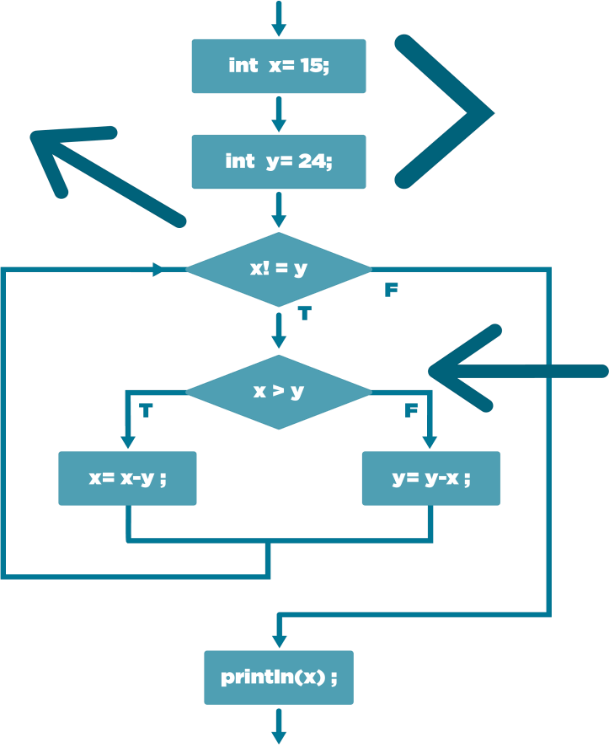 int x= 15;
int y= 24;
x! = y
F
T
x > y
T
F
x= x-y ;
y= y-x ;
println(x) ;